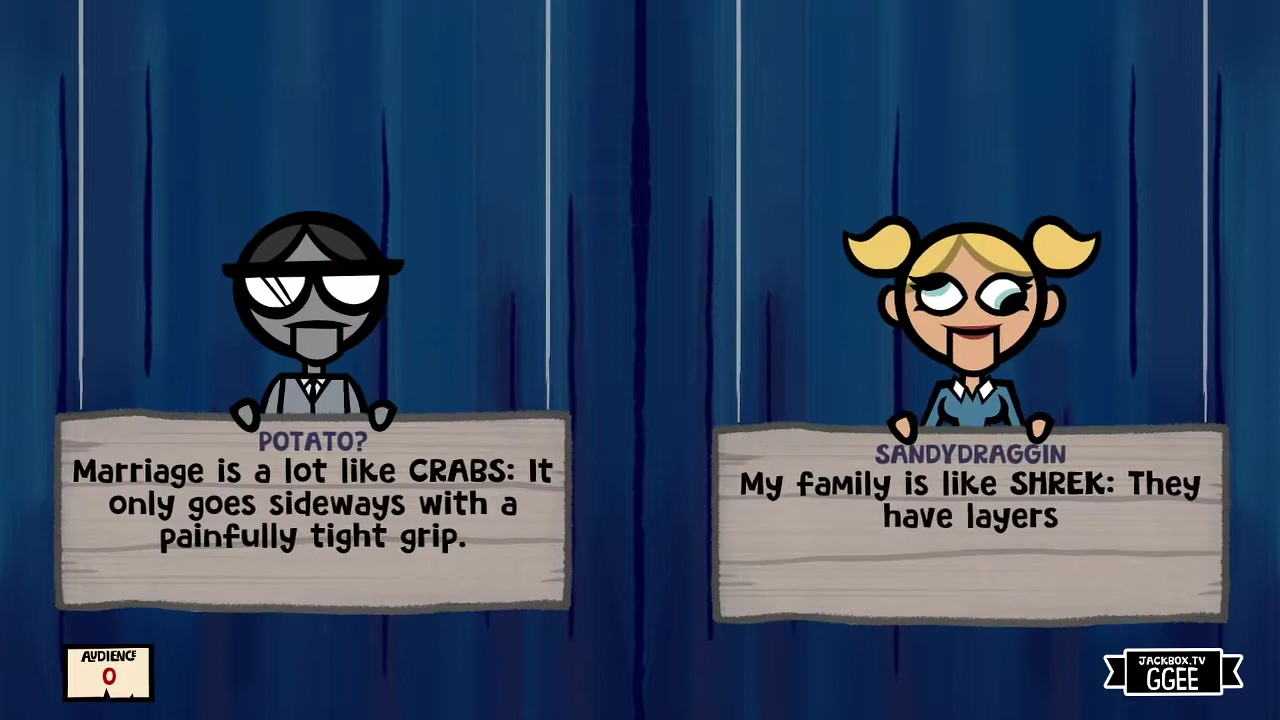 POTATO?
Marriage is a lot like CRABS: It
only goes sideways with a
painfully tight grip.
SANDYDRAGGIN
My family is like SHREK: They
have layers
AUDIENCE
0
JACKBOX.TV
GGEE